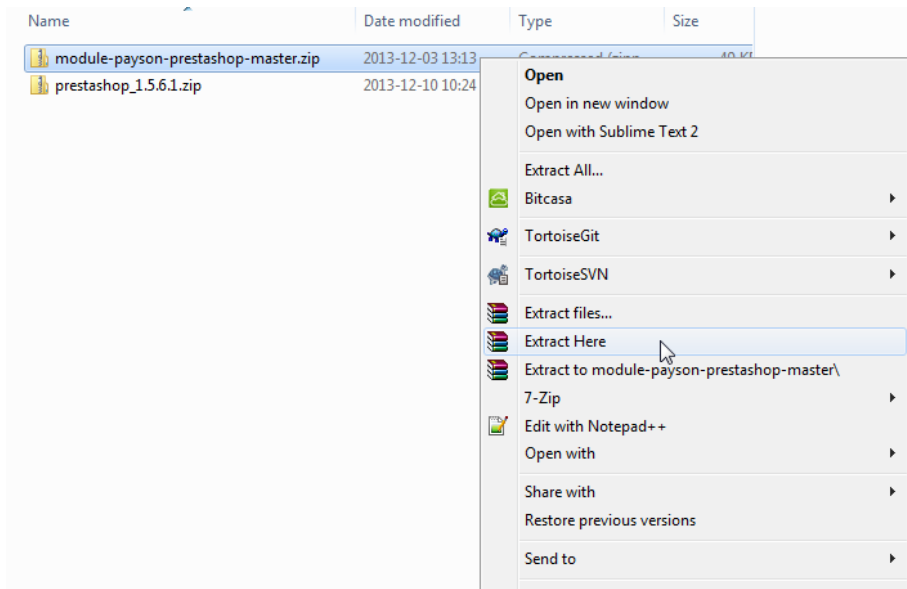 Name Date modified Type Size
module-payson-prestashop-master.zip 2013-12-03 13:13
prestashop_1.5.6.1.zip 2013-12-10 10:24
Open
Open in new window
Open with Sublime Text 2
Extract All...
Bitcasa
TortoiseGit
TortoiseSVN
Extract files...
Extract Here
Extract to module-payson-prestashop-master\
7-Zip
Edit with Notepad++
Open with
Share with
Restore previous versions
Send to